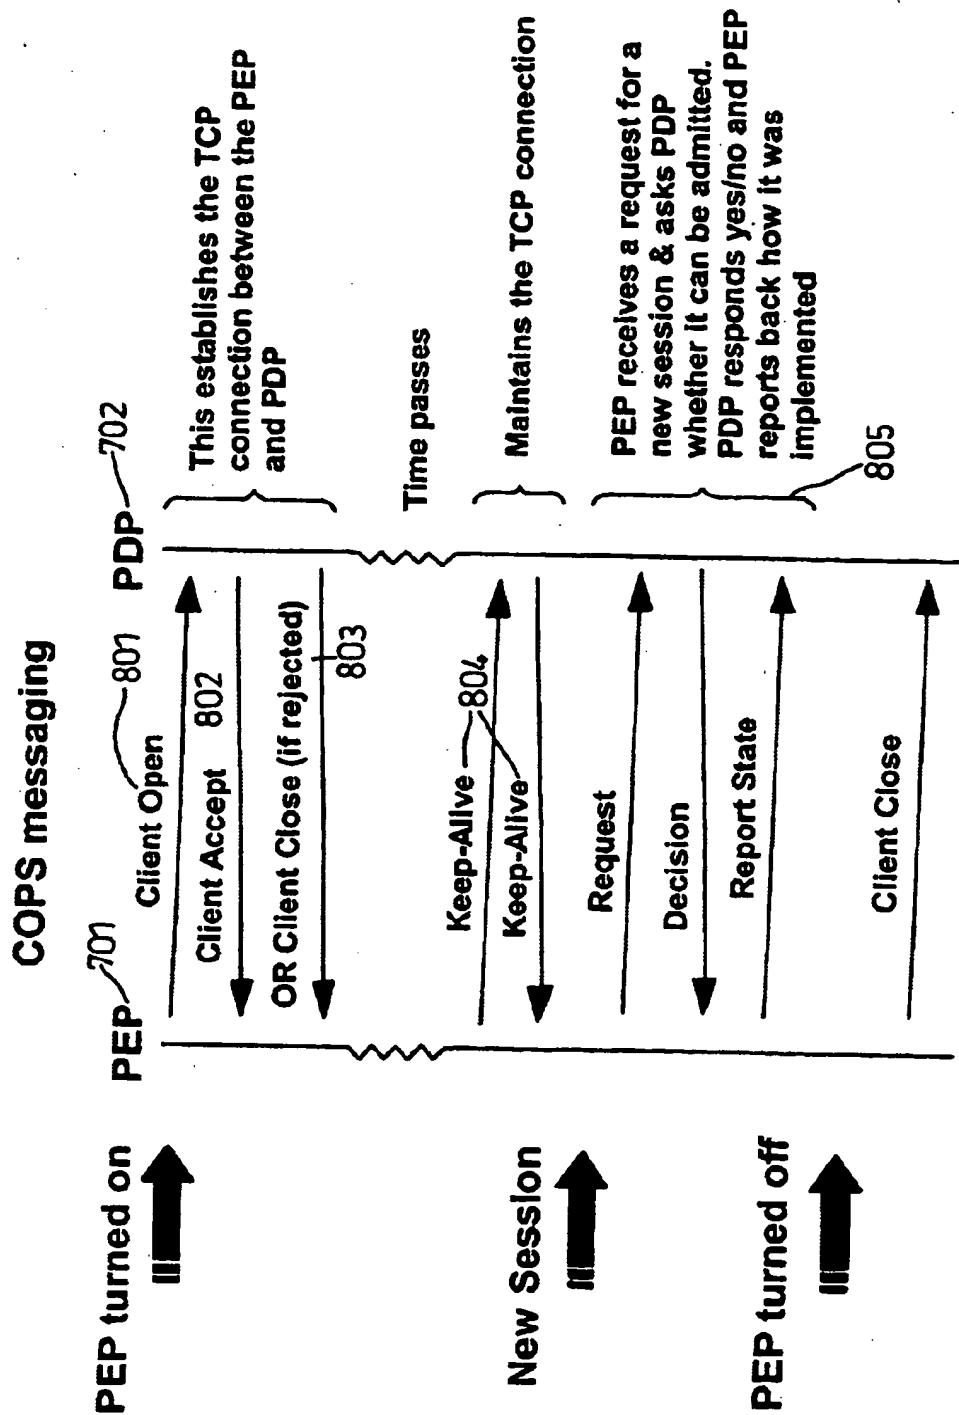 COPS messaging
PEP 701
PDP 702
PEP turned on
Client Open 801
Client Accept 802
OR Client Close (if rejected)
803
This establishes the TCP
connection between the PEP
and PDP
Time passes
Keep-Alive 804
Keep-Alive
Maintains the TCP connection
New Session
Request
Decision
Report State
PEP receives a request for a
new session & asks PDP
whether it can be admitted.
PDP responds yes/no and PEP
reports back how it was
implemented
805
PEP turned off
Client Close